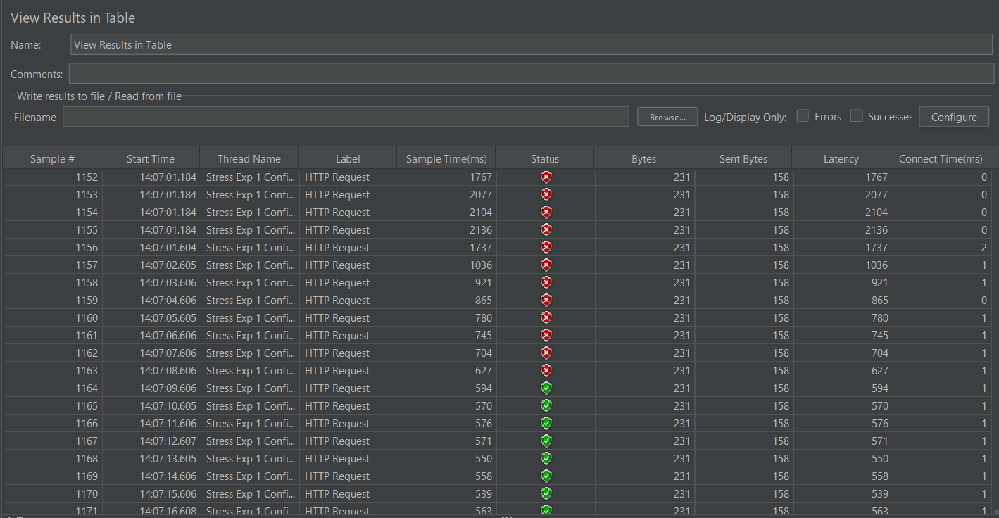 View Results in Table
Name: View Results in Table
Comments:
Write results to file / Read from file
Filename Browse... Log/Display Only: Errors Successes Configure
Sample # Start Time Thread Name Label Sample Time(ms) Status Bytes Sent Bytes Latency Connect Time(ms)
1152 14:07:01.184 Stress Exp 1 Confi... HTTP Request 1767 231 158 1767 0
1153 14:07:01.184 Stress Exp 1 Confi... HTTP Request 2077 231 158 2077 0
1154 14:07:01.184 Stress Exp 1 Confi... HTTP Request 2104 231 158 2104 0
1155 14:07:01.184 Stress Exp 1 Confi... HTTP Request 2136 231 158 2136 0
1156 14:07:01.604 Stress Exp 1 Confi... HTTP Request 1737 231 158 1737 2
1157 14:07:02.605 Stress Exp 1 Confi... HTTP Request 1036 231 158 1036 1
1158 14:07:03.606 Stress Exp 1 Confi... HTTP Request 921 231 158 921 1
1159 14:07:04.606 Stress Exp 1 Confi... HTTP Request 865 231 158 865 0
1160 14:07:05.605 Stress Exp 1 Confi... HTTP Request 780 231 158 780 1
1161 14:07:06.606 Stress Exp 1 Confi... HTTP Request 745 231 158 745 1
1162 14:07:07.606 Stress Exp 1 Confi... HTTP Request 704 231 158 704 1
1163 14:07:08.606 Stress Exp 1 Confi... HTTP Request 627 231 158 627 1
1164 14:07:09.606 Stress Exp 1 Confi... HTTP Request 594 231 158 594 1
1165 14:07:10.605 Stress Exp 1 Confi... HTTP Request 570 231 158 570 1
1166 14:07:11.606 Stress Exp 1 Confi... HTTP Request 576 231 158 576 1
1167 14:07:12.607 Stress Exp 1 Confi... HTTP Request 571 231 158 571 1
1168 14:07:13.605 Stress Exp 1 Confi... HTTP Request 550 231 158 550 1
1169 14:07:14.606 Stress Exp 1 Confi... HTTP Request 558 231 158 558 1
1170 14:07:15.606 Stress Exp 1 Confi... HTTP Request 539 231 158 539 1
1171 14:07:16.608 Stress Exp 1 Confi... HTTP Request 563 231 158 563 1